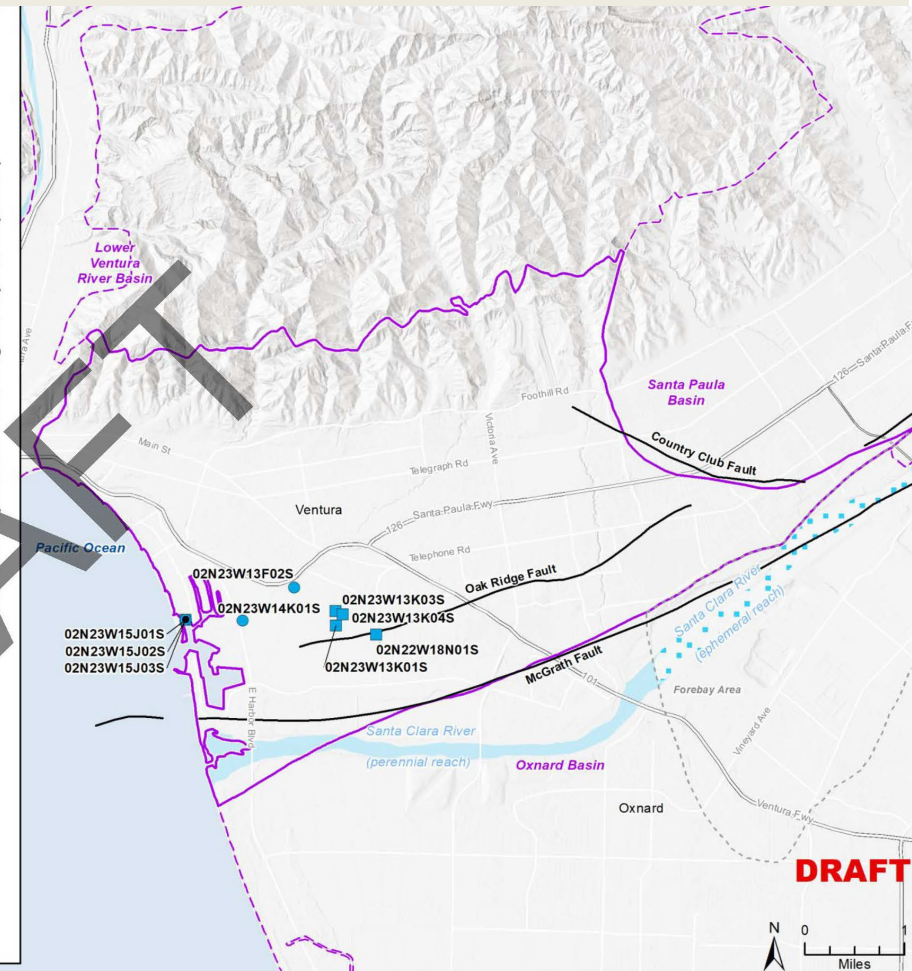 Lower
Ventura
River Basin
Foothill Rd
Santa Paula
Basin
Main St
Victoria Ave
Country Club Fault
Telegraph Rd
Ventura
126
Santa Paula Fwy
Pacific Ocean
Telephone Rd
Oak Ridge Fault
02N23W13F02S
02N23W14K01S
02N23W13K03S
02N23W13K04S
02N23W15J01S
02N23W15J02S
02N23W15J03S
02N22W18N01S
02N23W13K01S
McGrath Fault
Santa Clara River
(ephemeral reach)
101
Forebay Area
E Harbor Blvd
Vineyard Ave
Santa Clara River
(perennial reach)
Oxnard Basin
Oxnard
Ventura Fwy
DRAFT
N
0
1
Miles
126
Santa Paula F